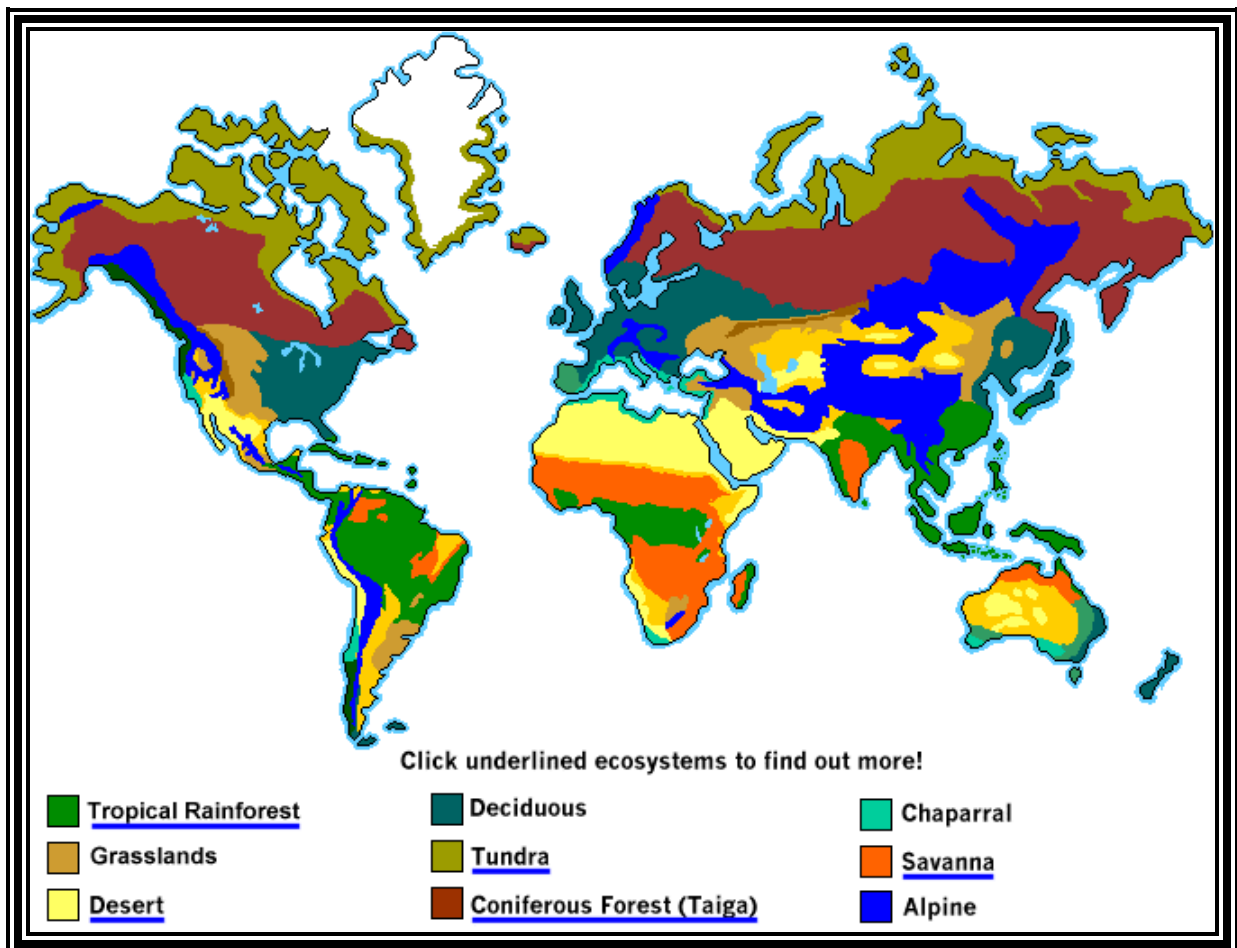 Click underlined ecosystems to find out more!
Tropical Rainforest
Grasslands
Desert
Deciduous
Tundra
Coniferous Forest (Taiga)
Chaparral
Savanna
Alpine